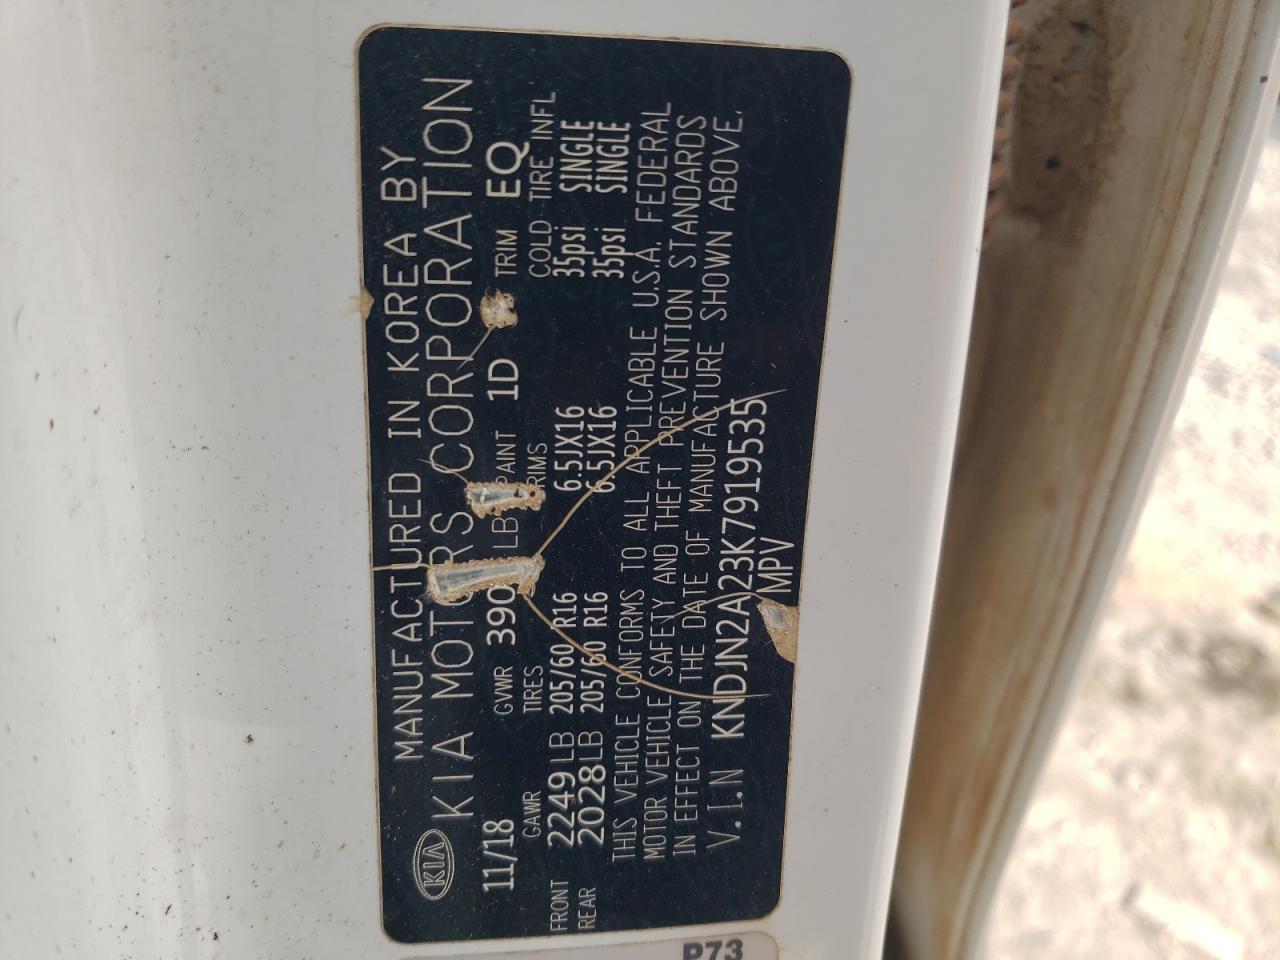 KIA
MANUFACTURED IN KOREA BY
KIA MOTORS CORPORATION
11/18 GVWR 390 LB PAINT 1D TRIM EQ
GAWR TIRES RIMS COLD TIRE INFL
FRONT 2249LB 205/60 R16 6.5JX16 35psi SINGLE
REAR 2028LB 205/60 R16 6.5JX16 35psi SINGLE
THIS VEHICLE CONFORMS TO ALL APPLICABLE U.S.A. FEDERAL
MOTOR VEHICLE SAFETY AND THEFT PREVENTION STANDARDS
IN EFFECT ON THE DATE OF MANUFACTURE SHOWN ABOVE.
V.I.N KNDJN2A23K7919535
MPV
P73